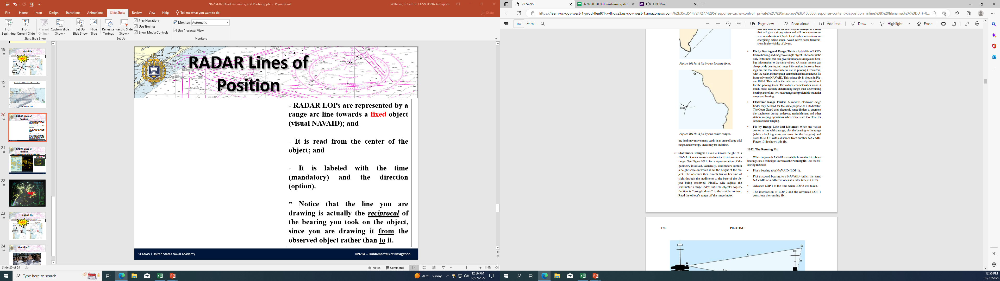 NN284-07-Dead Reckoning and Piloting.pptx - PowerPoint
Wilhelm, Robert G LT USN USNA Annapolis
File Home Insert Design Transitions Animations Slide Show Review View Help Tell me what you want to do
Share
From Beginning
From Current Slide
Present Online
Custom Slide Show
Start Slide Show
Set Up Slide Show
Hide Slide
Rehearse Timings
Record Slide Show
Play Narrations
Use Timings
Show Media Controls
Set Up
Monitor: Automatic
Use Presenter View
Monitors
18
Visual Fix
19
20
RADAR Lines of
Position
21
RADAR Lines of
Position
22
23
RADAR Fix
24
Questions?
RADAR Lines of
Position
- RADAR LOPs are represented by a
range arc line towards a fixed object
(visual NAVAID); and
- It is read from the center of the
object; and
- It is labeled with the time
(mandatory) and the direction
(option).
* Notice that the line you are
drawing is actually the reciprocal of
the bearing you took on the object,
since you are drawing it from the
observed object rather than to it.
SEANAV I United States Naval Academy
NN284 – Fundamentals of Navigation
Slide 20 of 24
Notes
Comments
114%
Type here to search
40°F Sunny
12:56 PM
12/27/2022
2774295
NN220 SKED Brainstorming.xlsx
HBOMax
https://learn-us-gov-west-1-prod-fleet01-xythos.s3.us-gov-west-1.amazonaws.com/62b35cd514724/2774295?response-cache-control=private%2C%20max-age%3D10800&response-content-disposition=inline%3B%20filename%2A%3DUTF-8...
187 of 789
Page view
Read aloud
Add text
Draw
Highlight
Erase
Figure 1011a. A fix by two bearing lines.
1350
Figure 1011b. A fix by two radar ranges.
ing land may move many yards in an area of large tidal
range, and swampy areas may be indistinct.
2. Stadimeter Ranges: Given a known height of a
NAVAID, one can use a stadimeter to determine its
range. See Figure 1011c for a representation of the
geometry involved. Generally, stadimeters contain
a height scale on which is set the height of the ob-
ject. The observer then directs his or her line of
sight through the stadimeter to the base of the ob-
ject being observed. Finally, s/he adjusts the
stadimeter's range index until the object's top re-
flection is "brought down" to the visible horizon.
Read the object's range off the range index.
that will give a strong return and still not cause exces-
sive reverberation. Check local harbor restrictions on
energizing active sonar. Avoid active sonar transmis-
sions in the vicinity of divers.
• Fix by Bearing and Range: This is a hybrid fix of LOP's
from a bearing and range to a single object. The radar is the
only instrument that can give simultaneous range and bear-
ing information to the same object. (A sonar system can
also provide bearing and range information, but sonar bear-
ings are far too inaccurate to use in piloting.) Therefore,
with the radar, the navigator can obtain an instantaneous fix
from only one NAVAID. This unique fix is shown in Fig-
ure 1011d. This makes the radar an extremely useful tool
for the piloting team. The radar's characteristics make it
much more accurate determining range than determining
bearing; therefore, two radar ranges are preferable to a radar
range and bearing.
• Electronic Range Finder: A modern electronic range
finder may be used for the same purpose as a stadimeter.
The Coast Guard uses electronic range finders to augment
the stadimeter during underway replenishment and other
station keeping operations when vessels are too close for
accurate radar ranging.
• Fix by Range Line and Distance: When the vessel
comes in line with a range, plot the bearing to the range
(while checking compass error in the bargain) and
cross this LOP with a distance from another NAVAID.
Figure 1011e shows this fix.
1012. The Running Fix
When only one NAVAID is available from which to obtain
bearings, use a technique known as the running fix. Use the fol-
lowing method:
• Plot a bearing to a NAVAID (LOP 1).
• Plot a second bearing to a NAVAID (either the same
NAVAID or a different one) at a later time (LOP 2).
• Advance LOP 1 to the time when LOP 2 was taken.
• The intersection of LOP 2 and the advanced LOP 1
constitute the running fix.
174
PILOTING
A
B
c
a
12:56 PM
12/27/2022